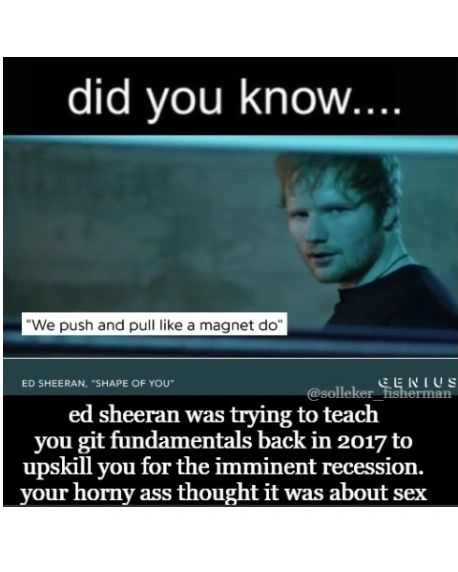 did you know....
"We push and pull like a magnet do"
ED SHEERAN, "SHAPE OF YOU"
GENIUS
@solleker_fisherman
ed sheeran was trying to teach
you git fundamentals back in 2017 to
upskill you for the imminent recession.
your horny ass thought it was about sex